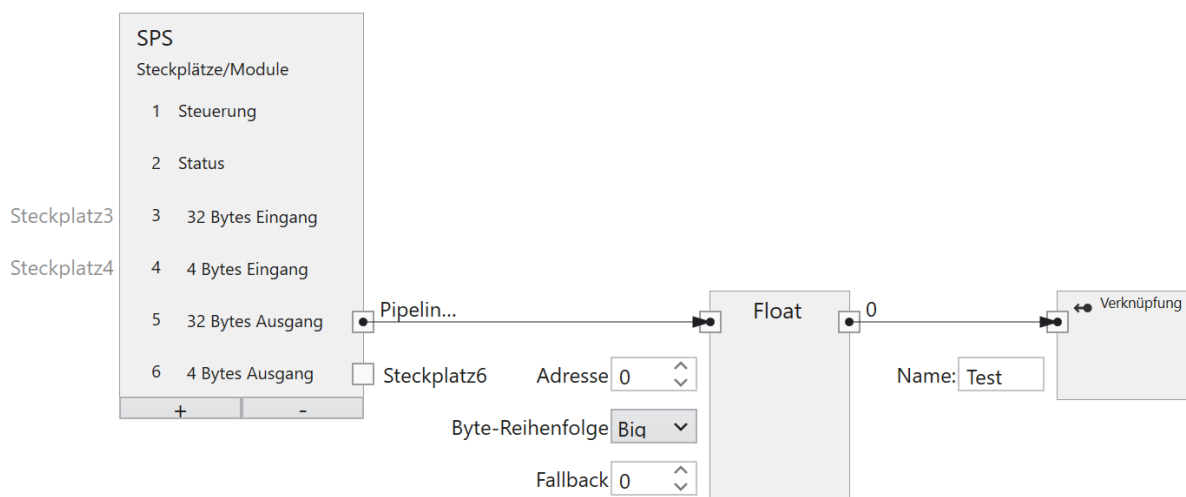 SPS
Steckplätze/Module
1 Steuerung
2 Status
Steckplatz3 3 32 Bytes Eingang
Steckplatz4 4 4 Bytes Eingang
5 32 Bytes Ausgang Pipelin... Float 0 Verknüpfung
6 4 Bytes Ausgang Steckplatz6 Adresse 0 Name: Test
+ -
Byte-Reihenfolge Big
Fallback 0